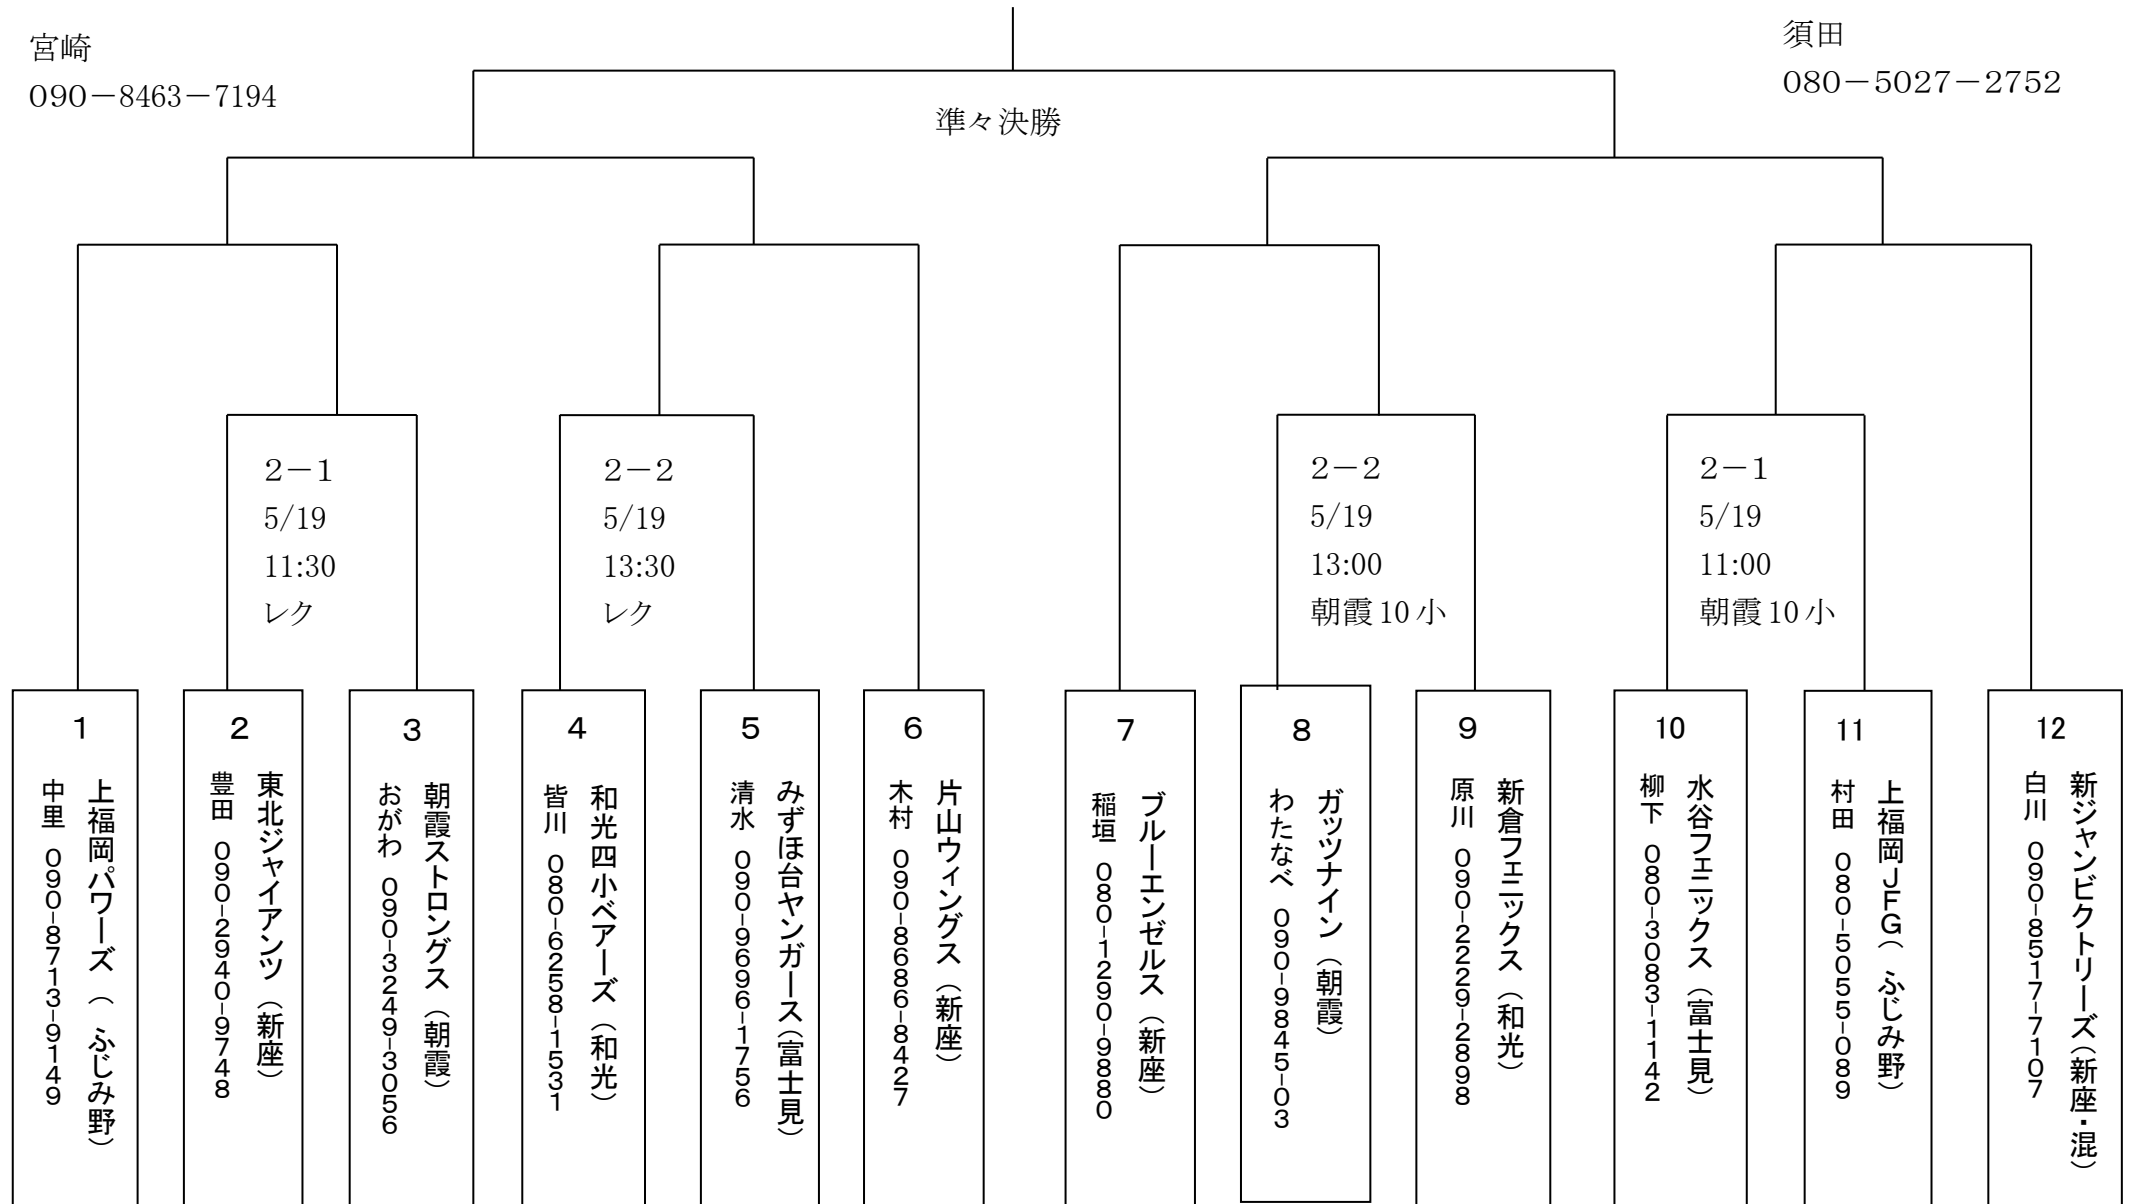 宮崎
090－8463－7194
須田
080－5027－2752
準々決勝
2－1
5/19
11:30
レク
2－2
5/19
13:30
レク
2－2
5/19
13:00
朝霞10小
2－1
5/19
11:00
朝霞10小
1
上福岡パワーズ（ ふじみ野）
中里 090-8713-9149
2
東北ジャイアンツ（新座）
豊田 090-2940-9748
3
朝霞ストロングス（朝霞）
おがわ 090-3249-3056
4
和光四小ベアーズ（和光）
皆川 080-6258-1531
5
みずほ台ヤンガース（富士見）
清水 090-9696-1756
6
片山ウィングス（新座）
木村 090-8686-8427
7
ブルーエンゼルス（新座）
稲垣 080-1290-9880
8
ガッツナイン（朝霞）
わたなべ 090-9845-03
9
新倉フェニックス（和光）
原川 090-2229-2898
10
水谷フェニックス（富士見）
柳下 080-3083-1142
11
上福岡JFG（ ふじみ野）
村田 080-5055-089
12
新ジャンビクトリーズ（新座・混）
白川 090-8517-7107